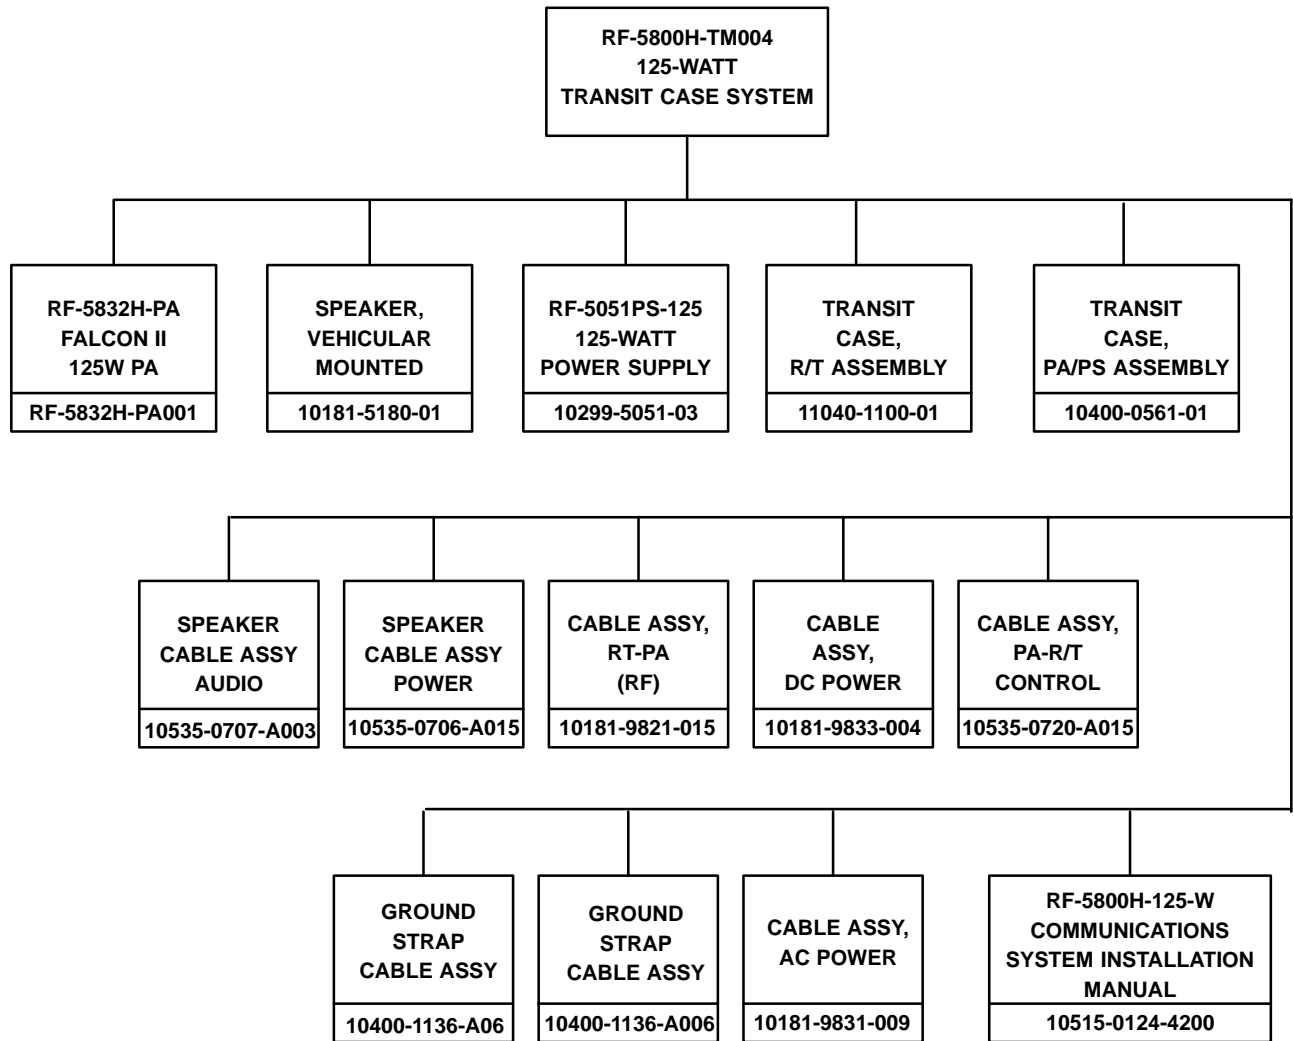 RF-5800H-TM004
125-WATT
TRANSIT CASE SYSTEM
RF-5832H-PA
FALCON II
125W PA
RF-5832H-PA001
SPEAKER,
VEHICULAR
MOUNTED
10181-5180-01
RF-5051PS-125
125-WATT
POWER SUPPLY
10299-5051-03
TRANSIT
CASE,
R/T ASSEMBLY
11040-1100-01
TRANSIT
CASE,
PA/PS ASSEMBLY
10400-0561-01
SPEAKER
CABLE ASSY
AUDIO
10535-0707-A003
SPEAKER
CABLE ASSY
POWER
10535-0706-A015
CABLE ASSY,
RT-PA
(RF)
10181-9821-015
CABLE
ASSY,
DC POWER
10181-9833-004
CABLE ASSY,
PA-R/T
CONTROL
10535-0720-A015
GROUND
STRAP
CABLE ASSY
10400-1136-A06
GROUND
STRAP
CABLE ASSY
10400-1136-A006
CABLE ASSY,
AC POWER
10181-9831-009
RF-5800H-125-W
COMMUNICATIONS
SYSTEM INSTALLATION
MANUAL
10515-0124-4200